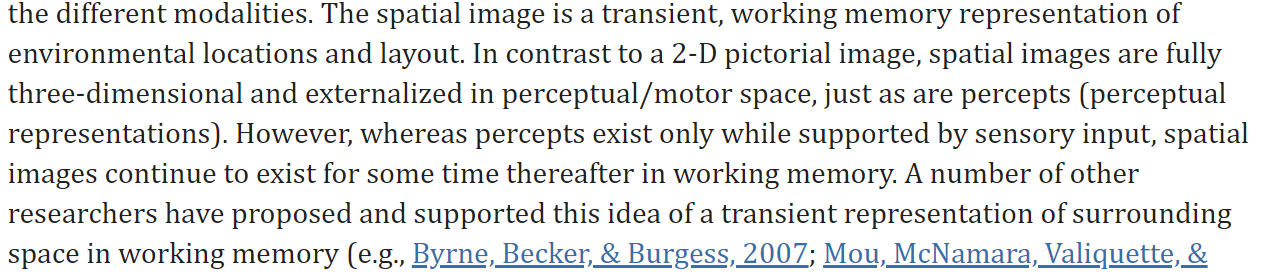 the different modalities. The spatial image is a transient, working memory representation of
environmental locations and layout. In contrast to a 2-D pictorial image, spatial images are fully
three-dimensional and externalized in perceptual/motor space, just as are percepts (perceptual
representations). However, whereas percepts exist only while supported by sensory input, spatial
images continue to exist for some time thereafter in working memory. A number of other
researchers have proposed and supported this idea of a transient representation of surrounding
space in working memory (e.g., Byrne, Becker, & Burgess, 2007; Mou, McNamara, Valiquette, &